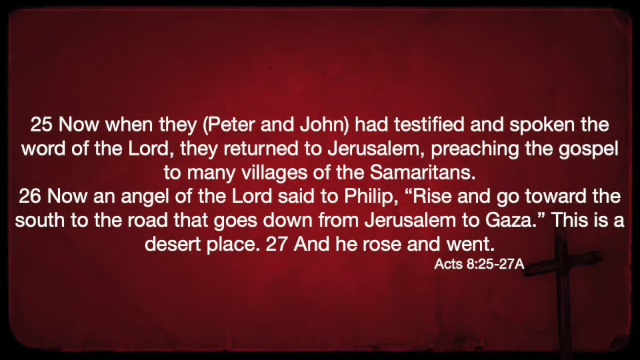 25 Now when they (Peter and John) had testified and spoken the
word of the Lord, they returned to Jerusalem, preaching the gospel
to many villages of the Samaritans.
26 Now an angel of the Lord said to Philip, “Rise and go toward the
south to the road that goes down from Jerusalem to Gaza.” This is a
desert place. 27 And he rose and went.
Acts 8:25-27A